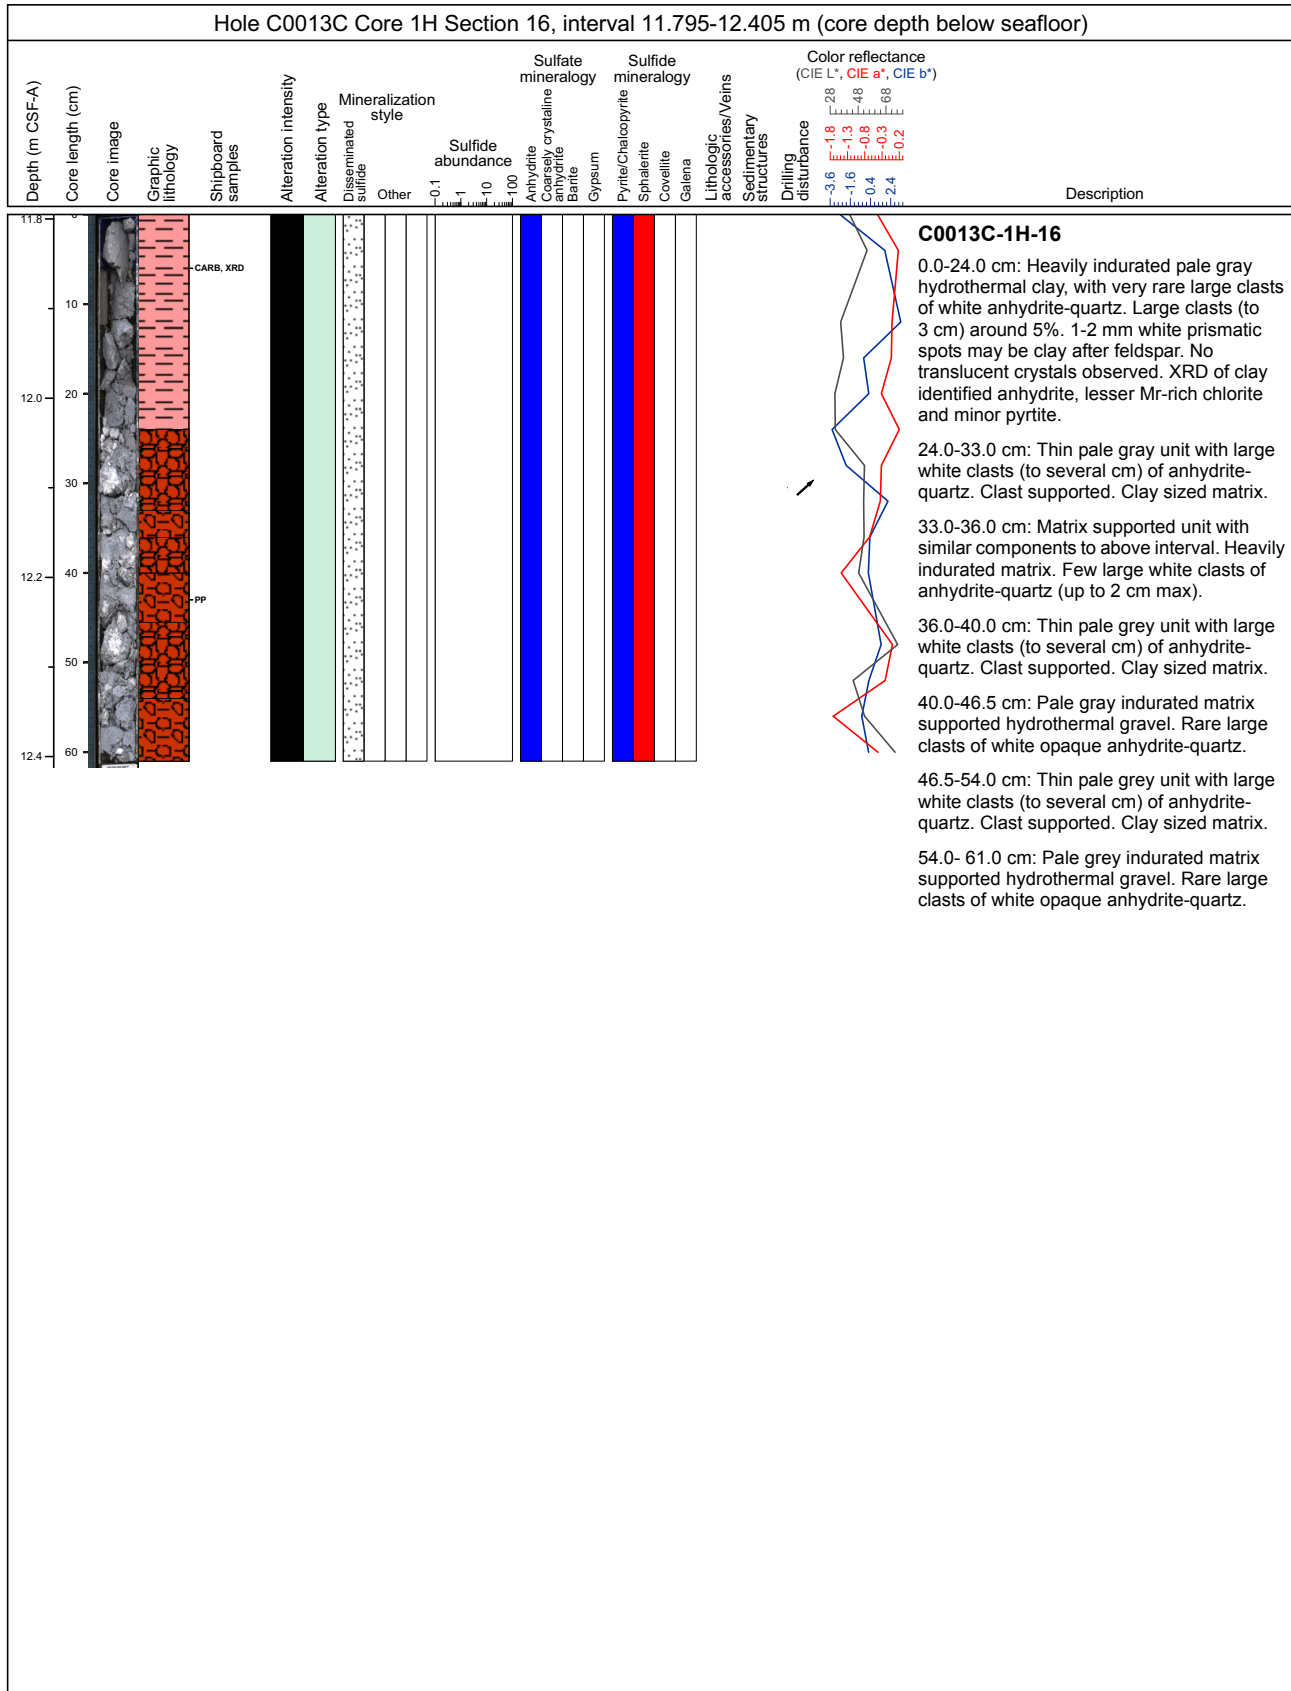 Hole C0013C Core 1H Section 16, interval 11.795-12.405 m (core depth below seafloor)
Depth (m CSF-A)
Core length (cm)
Core image
Graphic
lithology
Shipboard
samples
Alteration intensity
Alteration type
Mineralization
style
Disseminated
sulfide
Other
Sulfide
abundance
0.1
1
10
100
Sulfate
mineralogy
Anhydrite
Coarsely crystaline
anhydrite
Barite
Gypsum
Sulfide
mineralogy
Pyrite/Chalcopyrite
Sphalerite
Covellite
Galena
Lithologic
accessories/Veins
Sedimentary
structures
Drilling
disturbance
Color reflectance
(CIE L*, CIE a*, CIE b*)
28
48
68
-1.8
-1.3
-0.8
-0.3
0.2
-3.6
-1.6
0.4
2.4
Description
11.8
12.0
12.2
12.4
0
10
20
30
40
50
60
CARB, XRD
PP
C0013C-1H-16
0.0-24.0 cm: Heavily indurated pale gray
hydrothermal clay, with very rare large clasts
of white anhydrite-quartz. Large clasts (to
3 cm) around 5%. 1-2 mm white prismatic
spots may be clay after feldspar. No
translucent crystals observed. XRD of clay
identified anhydrite, lesser Mr-rich chlorite
and minor pyrtite.
24.0-33.0 cm: Thin pale gray unit with large
white clasts (to several cm) of anhydrite-
quartz. Clast supported. Clay sized matrix.
33.0-36.0 cm: Matrix supported unit with
similar components to above interval. Heavily
indurated matrix. Few large white clasts of
anhydrite-quartz (up to 2 cm max).
36.0-40.0 cm: Thin pale grey unit with large
white clasts (to several cm) of anhydrite-
quartz. Clast supported. Clay sized matrix.
40.0-46.5 cm: Pale gray indurated matrix
supported hydrothermal gravel. Rare large
clasts of white opaque anhydrite-quartz.
46.5-54.0 cm: Thin pale grey unit with large
white clasts (to several cm) of anhydrite-
quartz. Clast supported. Clay sized matrix.
54.0- 61.0 cm: Pale grey indurated matrix
supported hydrothermal gravel. Rare large
clasts of white opaque anhydrite-quartz.